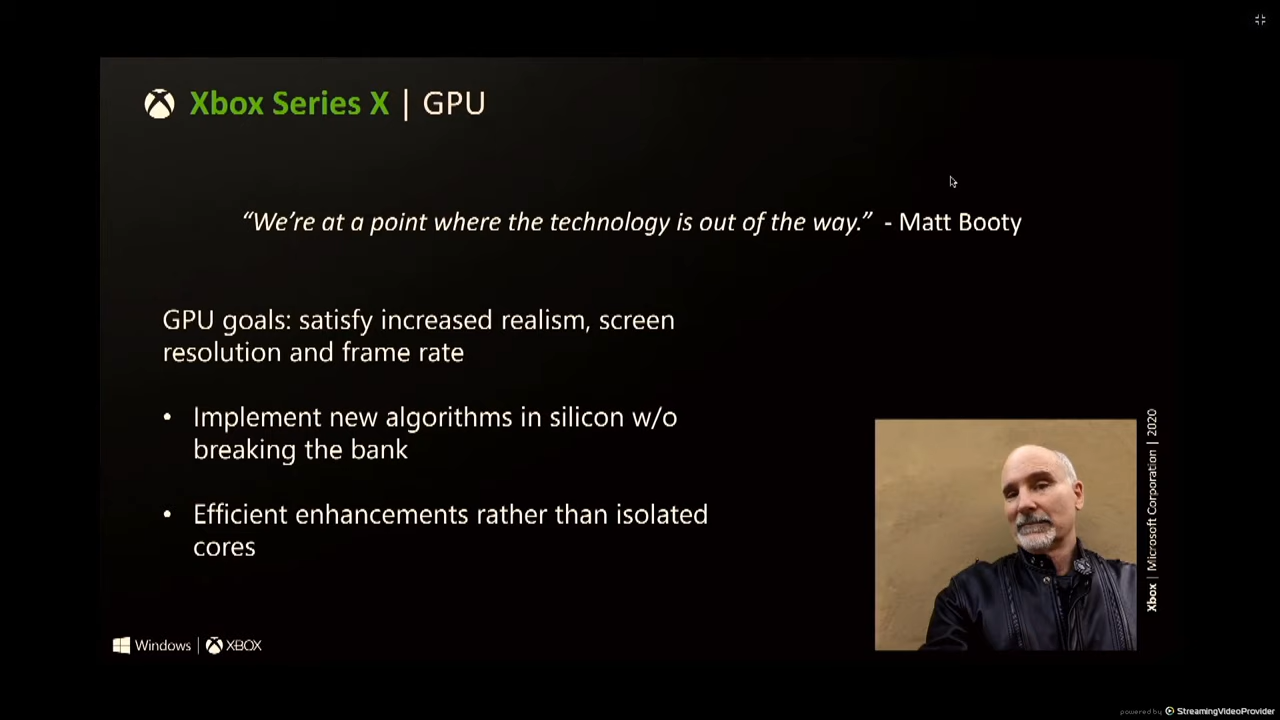 Xbox Series X | GPU
“We’re at a point where the technology is out of the way.” - Matt Booty
GPU goals: satisfy increased realism, screen
resolution and frame rate
• Implement new algorithms in silicon w/o
breaking the bank
• Efficient enhancements rather than isolated
cores
Xbox | Microsoft Corporation | 2020
Windows | XBOX
powered by StreamingVideoProvider